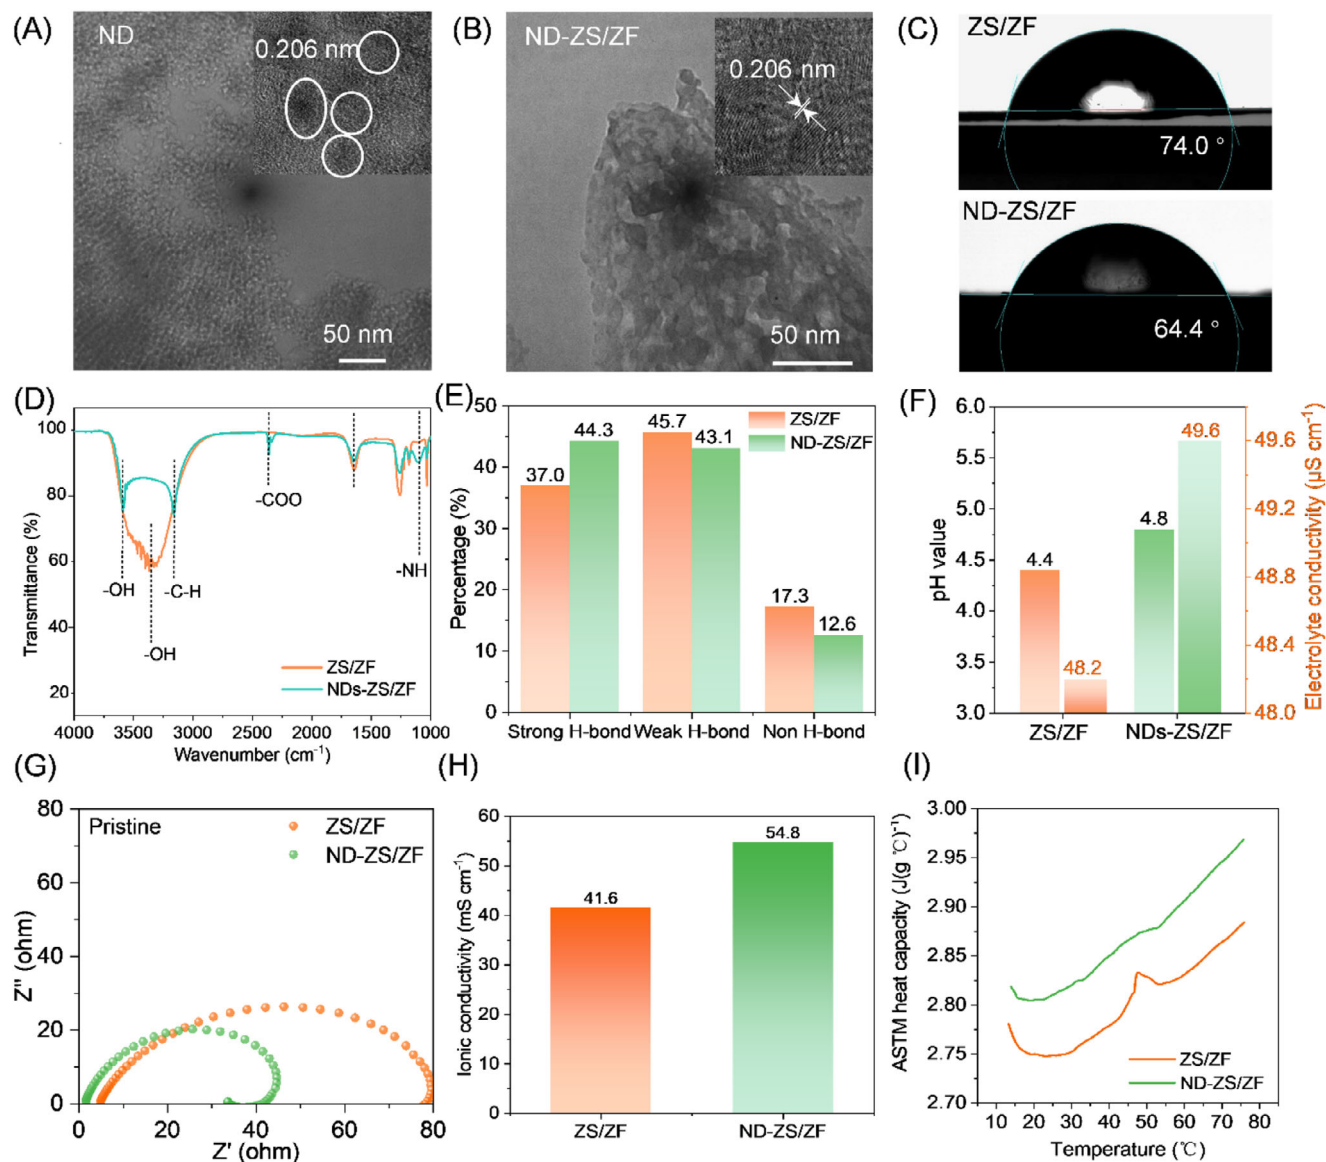 (A)
ND
0.206 nm
50 nm
(B)
ND-ZS/ZF
0.206 nm
50 nm
(C)
ZS/ZF
74.0 °
ND-ZS/ZF
64.4 °
(D)
100
80
60
40
20
Transmittance (%)
-OH
-OH
-C-H
-COO
-NH
ZS/ZF
NDs-ZS/ZF
4000
3500
3000
2500
2000
1500
1000
Wavenumber (cm⁻¹)
(E)
50
40
30
20
10
0
Percentage (%)
ZS/ZF
ND-ZS/ZF
37.0
44.3
45.7
43.1
17.3
12.6
Strong H-bond
Weak H-bond
Non H-bond
(F)
6.0
5.5
5.0
4.5
4.0
3.5
3.0
pH value
4.4
48.2
4.8
49.6
49.6
49.2
48.8
48.4
48.0
Electrolyte conductivity (μS cm⁻¹)
ZS/ZF
NDs-ZS/ZF
(G)
80
60
40
20
0
Z'' (ohm)
Pristine
ZS/ZF
ND-ZS/ZF
0
20
40
60
80
Z' (ohm)
(H)
60
50
40
30
20
10
0
Ionic conductivity (mS cm⁻¹)
41.6
54.8
ZS/ZF
ND-ZS/ZF
(I)
3.00
2.95
2.90
2.85
2.80
2.75
2.70
ASTM heat capacity (J(g ℃)⁻¹)
ZS/ZF
ND-ZS/ZF
10
20
30
40
50
60
70
80
Temperature (℃)